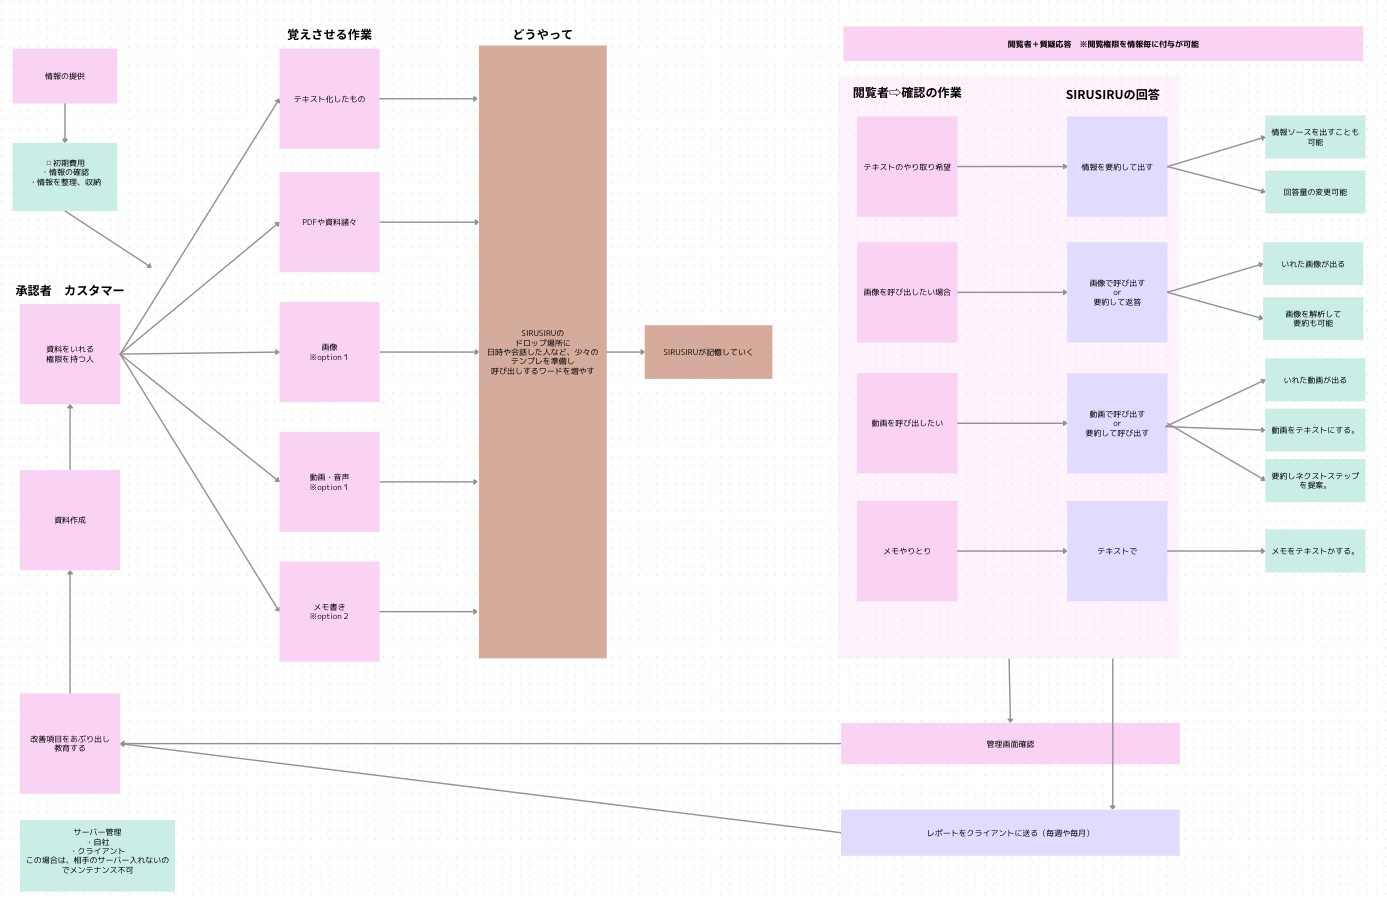 情報の提供
□ 初期費用
・情報の確認
・情報を整理、収納
承認者　カスタマー
資料をいれる
権限を持つ人
資料作成
改善項目をあぶり出し
教育する
サーバー管理
・自社
・クライアント
この場合は、相手のサーバー入れないの
でメンテナンス不可
覚えさせる作業
テキスト化したもの
PDFや資料諸々
画像
※option 1
動画・音声
※option 1
メモ書き
※option 2
どうやって
SIRUSIRUの
ドロップ場所に
日時や会話した人など、少々の
テンプレを準備し
呼び出しするワードを増やす
SIRUSIRUが記憶していく
閲覧者＋質疑応答　※閲覧権限を情報毎に付与が可能
閲覧者⇨確認の作業
SIRUSIRUの回答
テキストのやり取り希望
情報を要約して出す
情報ソースを出すことも
可能
回答量の変更可能
画像を呼び出したい場合
画像で呼び出す
or
要約して返答
いれた画像が出る
画像を解析して
要約も可能
動画を呼び出したい
動画で呼び出す
or
要約して呼び出す
いれた動画が出る
動画をテキストにする。
要約しネクストステップ
を提案。
メモやりとり
テキストで
メモをテキストかする。
管理画面確認
レポートをクライアントに送る（毎週や毎月）